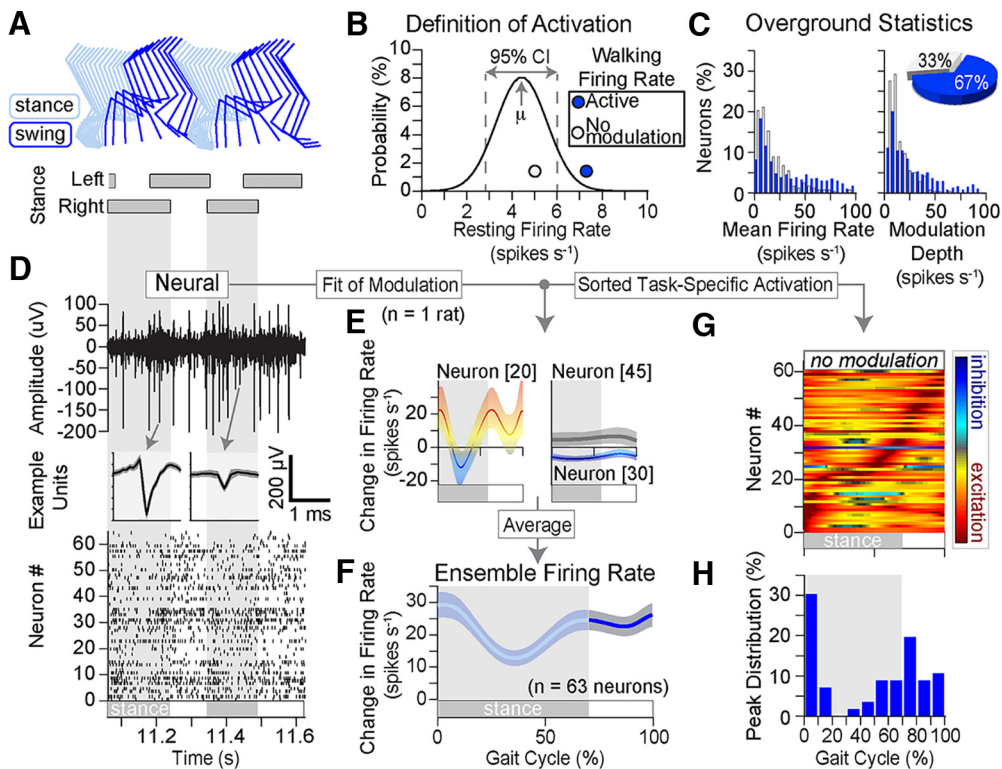 A
stance
swing
Stance
Left
Right
B
Definition of Activation
Probability (%)
10
9
8
7
6
5
4
3
2
1
0
95% CI
μ
Walking
Firing Rate
Active
No
modulation
0 2 4 6 8 10
Resting Firing Rate
(spikes s⁻¹)
C
Overground Statistics
Neurons (%)
30
20
10
0
33%
67%
0 50 100
Mean Firing Rate
(spikes s⁻¹)
0 50 100
Modulation
Depth
(spikes s⁻¹)
D
Neural
Fit of Modulation
(n = 1 rat)
Sorted Task-Specific Activation
Amplitude (uV)
100
50
0
-50
-100
-150
-200
Example
Units
200 μV
1 ms
Neuron #
60
50
40
30
20
10
0
stance
11.2 11.4 11.6
Time (s)
E
Change in Firing Rate
(spikes s⁻¹)
20
0
-20
Neuron [20]
Neuron [45]
Neuron [30]
Average
F
Ensemble Firing Rate
Change in Firing Rate
(spikes s⁻¹)
30
20
10
0
(n = 63 neurons)
stance
0 50 100
Gait Cycle (%)
G
no modulation
Neuron #
60
40
20
0
stance
inhibition
excitation
H
Peak Distribution (%)
30
20
10
0
0 20 40 60 80 100
Gait Cycle (%)